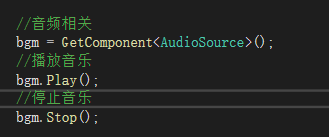 //音频相关
bgm = GetComponent<AudioSource>();
//播放音乐
bgm.Play();
//停止音乐
bgm.Stop();